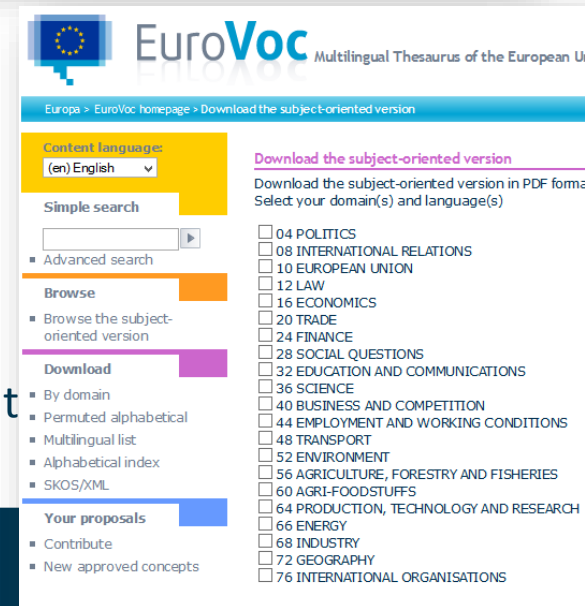 EuroVoc Multilingual Thesaurus of the European
Europa > EuroVoc homepage > Download the subject-oriented version
Content language:
(en) English
Simple search
Advanced search
Browse
Browse the subject-
oriented version
Download
By domain
Permuted alphabetical
Multilingual list
Alphabetical index
SKOS/XML
Your proposals
Contribute
New approved concepts
Download the subject-oriented version
Download the subject-oriented version in PDF
Select your domain(s) and language(s)
04 POLITICS
08 INTERNATIONAL RELATIONS
10 EUROPEAN UNION
12 LAW
16 ECONOMICS
20 TRADE
24 FINANCE
28 SOCIAL QUESTIONS
32 EDUCATION AND COMMUNICATIONS
36 SCIENCE
40 BUSINESS AND COMPETITION
44 EMPLOYMENT AND WORKING CONDITIONS
48 TRANSPORT
52 ENVIRONMENT
56 AGRICULTURE, FORESTRY AND FISHERIES
60 AGRI-FOODSTUFFS
64 PRODUCTION, TECHNOLOGY AND RESEARCH
66 ENERGY
68 INDUSTRY
72 GEOGRAPHY
76 INTERNATIONAL ORGANISATIONS